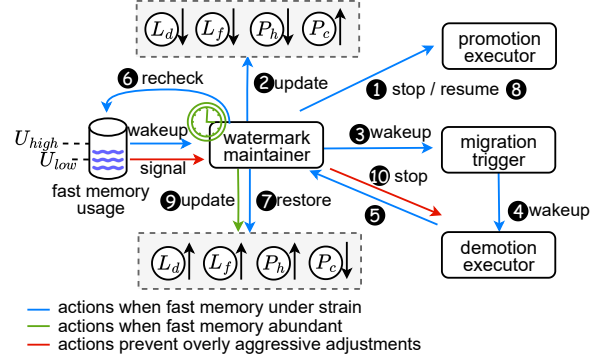 L_d L_f P_h P_c
promotion
executor
❻ recheck
❷update
❶ stop / resume ❽
U_high
U_low
wakeup
signal
watermark
maintainer
❸wakeup
migration
trigger
fast memory
usage
❾update
❼restore
❿ stop
❺
❹wakeup
demotion
executor
L_d L_f P_h P_c
actions when fast memory under strain
actions when fast memory abundant
actions prevent overly aggressive adjustments